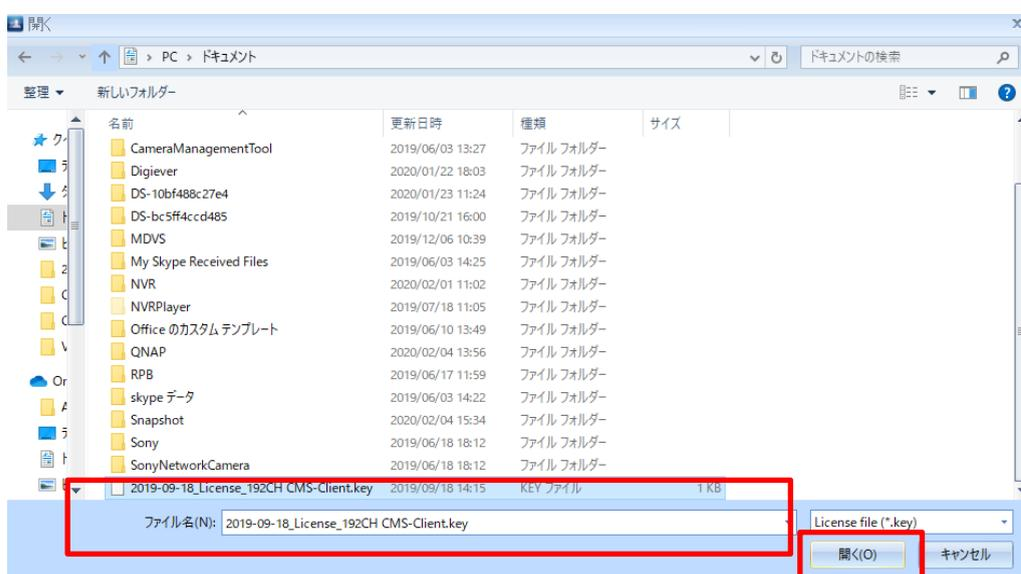 開く
PC › ドキュメント
ドキュメントの検索
整理
新しいフォルダー
名前 更新日時 種類 サイズ
CameraManagementTool 2019/06/03 13:27 ファイル フォルダー
Digiever 2020/01/22 18:03 ファイル フォルダー
DS-10bf488c27e4 2020/01/23 11:24 ファイル フォルダー
DS-bc5ff4ccd485 2019/10/21 16:00 ファイル フォルダー
MDVS 2019/12/06 10:39 ファイル フォルダー
My Skype Received Files 2019/06/03 14:25 ファイル フォルダー
NVR 2020/02/01 11:02 ファイル フォルダー
NVRPlayer 2019/07/18 11:05 ファイル フォルダー
Office のカスタム テンプレート 2019/06/10 13:49 ファイル フォルダー
QNAP 2020/02/04 13:56 ファイル フォルダー
RPB 2019/06/17 11:59 ファイル フォルダー
skype データ 2019/06/03 14:22 ファイル フォルダー
Snapshot 2020/02/04 15:34 ファイル フォルダー
Sony 2019/06/18 18:12 ファイル フォルダー
SonyNetworkCamera 2019/06/18 18:12 ファイル フォルダー
2019-09-18_License_192CH CMS-Client.key 2019/09/18 14:15 KEY ファイル 1 KB
ファイル名(N): 2019-09-18_License_192CH CMS-Client.key License file (*.key)
開く(O) キャンセル